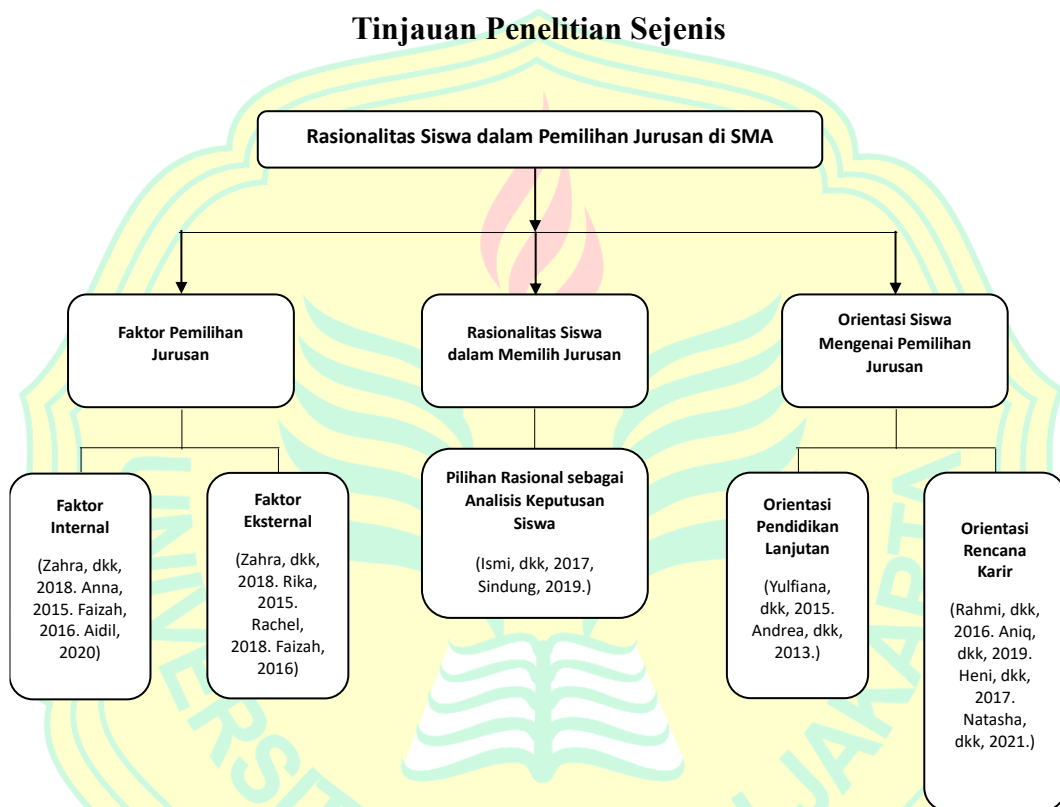 Tinjauan Penelitian Sejenis
Rasionalitas Siswa dalam Pemilihan Jurusan di SMA
Faktor Pemilihan
Jurusan
Rasionalitas Siswa
dalam Memilih Jurusan
Orientasi Siswa
Mengenai Pemilihan
Jurusan
Faktor
Internal
(Zahra, dkk,
2018. Anna,
2015. Faizah,
2016. Aidil,
2020)
Faktor
Eksternal
(Zahra, dkk,
2018. Rika,
2015.
Rachel,
2018. Faizah,
2016)
Pilihan Rasional sebagai
Analisis Keputusan
Siswa
(Ismi, dkk, 2017,
Sindung, 2019.)
Orientasi
Pendidikan
Lanjutan
(Yulfiana,
dkk, 2015.
Andrea, dkk,
2013.)
Orientasi
Rencana
Karir
(Rahmi, dkk,
2016. Aniq,
dkk, 2019.
Heni, dkk,
2017.
Natasha,
dkk, 2021.)